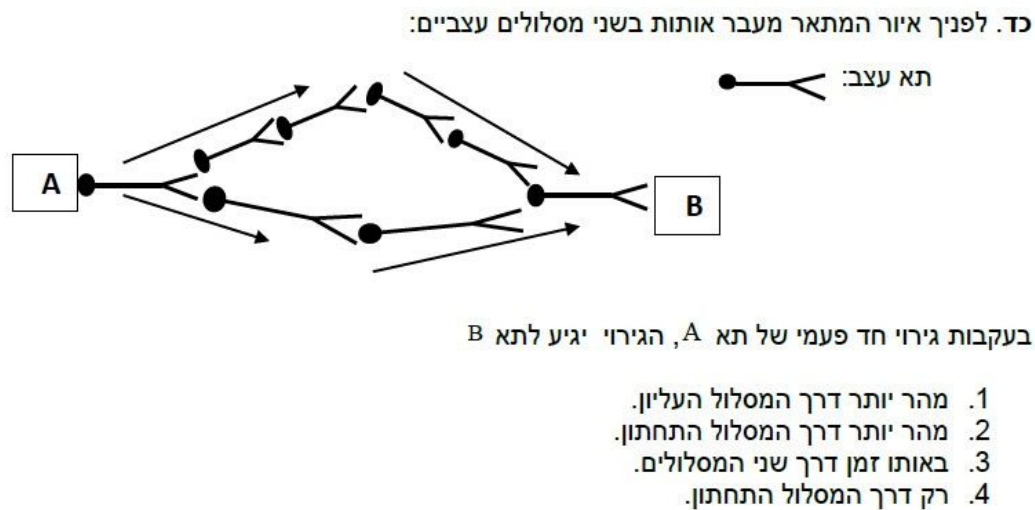 כד. לפניך איור המתאר מעבר אותות בשני מסלולים עצביים:
תא עצב:
A
B
בעקבות גירוי חד פעמי של תא A, הגירוי יגיע לתא B
1. מהר יותר דרך המסלול העליון.
2. מהר יותר דרך המסלול התחתון.
3. באותו זמן דרך שני המסלולים.
4. רק דרך המסלול התחתון.